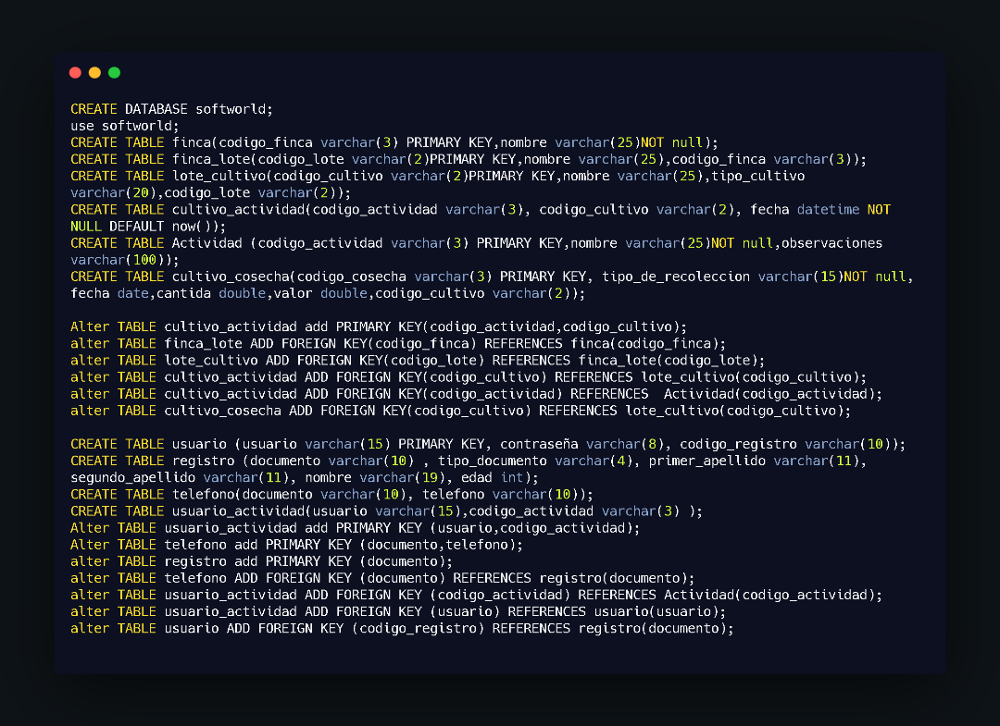 CREATE DATABASE softworld;
use softworld;
CREATE TABLE finca(codigo_finca varchar(3) PRIMARY KEY,nombre varchar(25)NOT null);
CREATE TABLE finca_lote(codigo_lote varchar(2)PRIMARY KEY,nombre varchar(25),codigo_finca varchar(3));
CREATE TABLE lote_cultivo(codigo_cultivo varchar(2)PRIMARY KEY,nombre varchar(25),tipo_cultivo
varchar(20),codigo_lote varchar(2));
CREATE TABLE cultivo_actividad(codigo_actividad varchar(3), codigo_cultivo varchar(2), fecha datetime NOT
NULL DEFAULT now());
CREATE TABLE Actividad (codigo_actividad varchar(3) PRIMARY KEY,nombre varchar(25)NOT null,observaciones
varchar(100));
CREATE TABLE cultivo_cosecha(codigo_cosecha varchar(3) PRIMARY KEY, tipo_de_recoleccion varchar(15)NOT null,
fecha date,cantida double,valor double,codigo_cultivo varchar(2));
Alter TABLE cultivo_actividad add PRIMARY KEY(codigo_actividad,codigo_cultivo);
alter TABLE finca_lote ADD FOREIGN KEY(codigo_finca) REFERENCES finca(codigo_finca);
alter TABLE lote_cultivo ADD FOREIGN KEY(codigo_lote) REFERENCES finca_lote(codigo_lote);
alter TABLE cultivo_actividad ADD FOREIGN KEY(codigo_cultivo) REFERENCES lote_cultivo(codigo_cultivo);
alter TABLE cultivo_actividad ADD FOREIGN KEY(codigo_actividad) REFERENCES  Actividad(codigo_actividad);
alter TABLE cultivo_cosecha ADD FOREIGN KEY(codigo_cultivo) REFERENCES lote_cultivo(codigo_cultivo);
CREATE TABLE usuario (usuario varchar(15) PRIMARY KEY, contraseña varchar(8), codigo_registro varchar(10));
CREATE TABLE registro (documento varchar(10) , tipo_documento varchar(4), primer_apellido varchar(11),
segundo_apellido varchar(11), nombre varchar(19), edad int);
CREATE TABLE telefono(documento varchar(10), telefono varchar(10));
CREATE TABLE usuario_actividad(usuario varchar(15),codigo_actividad varchar(3) );
Alter TABLE usuario_actividad add PRIMARY KEY (usuario,codigo_actividad);
Alter TABLE telefono add PRIMARY KEY (documento,telefono);
alter TABLE registro add PRIMARY KEY (documento);
alter TABLE telefono ADD FOREIGN KEY (documento) REFERENCES registro(documento);
alter TABLE usuario_actividad ADD FOREIGN KEY (codigo_actividad) REFERENCES Actividad(codigo_actividad);
alter TABLE usuario_actividad ADD FOREIGN KEY (usuario) REFERENCES usuario(usuario);
alter TABLE usuario ADD FOREIGN KEY (codigo_registro) REFERENCES registro(documento);